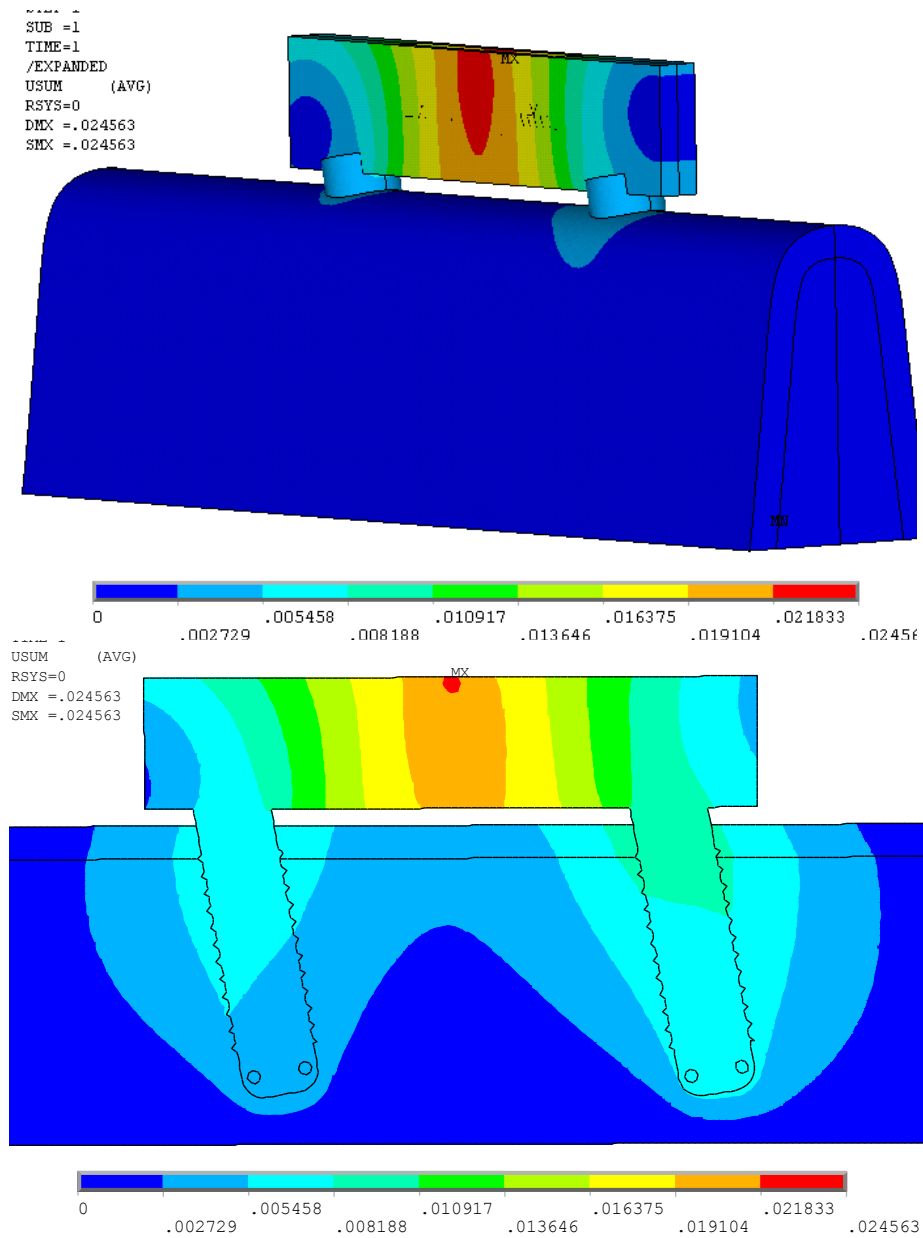 SUB =1
TIME=1
/EXPANDED
USUM (AVG)
RSYS=0
DMX =.024563
SMX =.024563
MX
MN
0 .005458 .010917 .016375 .021833
.002729 .008188 .013646 .019104 .0245
USUM (AVG)
RSYS=0
DMX =.024563
SMX =.024563
MX
0 .005458 .010917 .016375 .021833
.002729 .008188 .013646 .019104 .024563